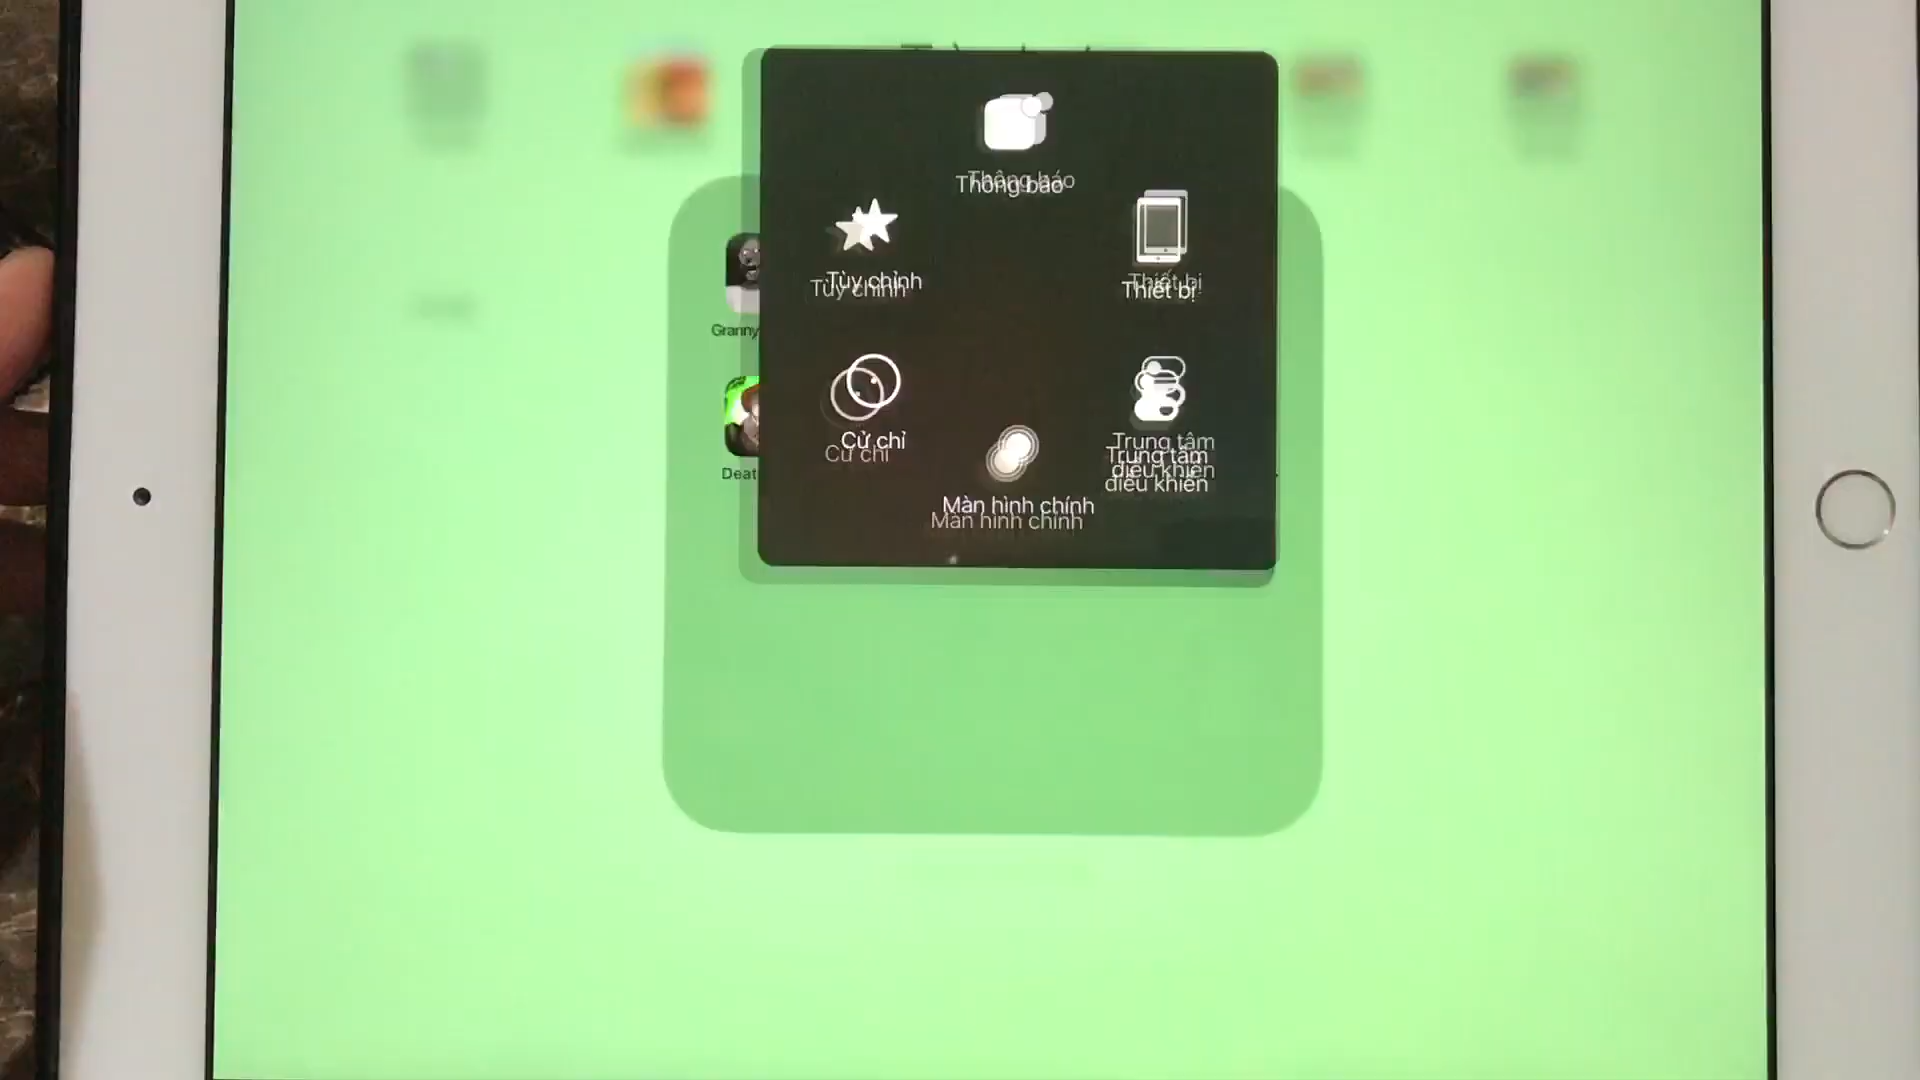 Thông báo
Tùy chỉnh
Thiết bị
Granny
Cử chỉ
Trung tâm
điều khiển
Deat
Màn hình chính